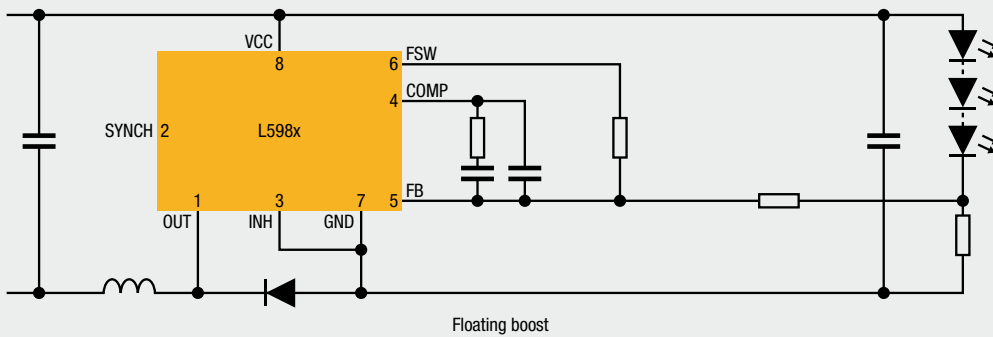 VCC
8
6 FSW
4 COMP
SYNCH 2
L598x
5 FB
1
3
7
OUT
INH
GND
Floating boost